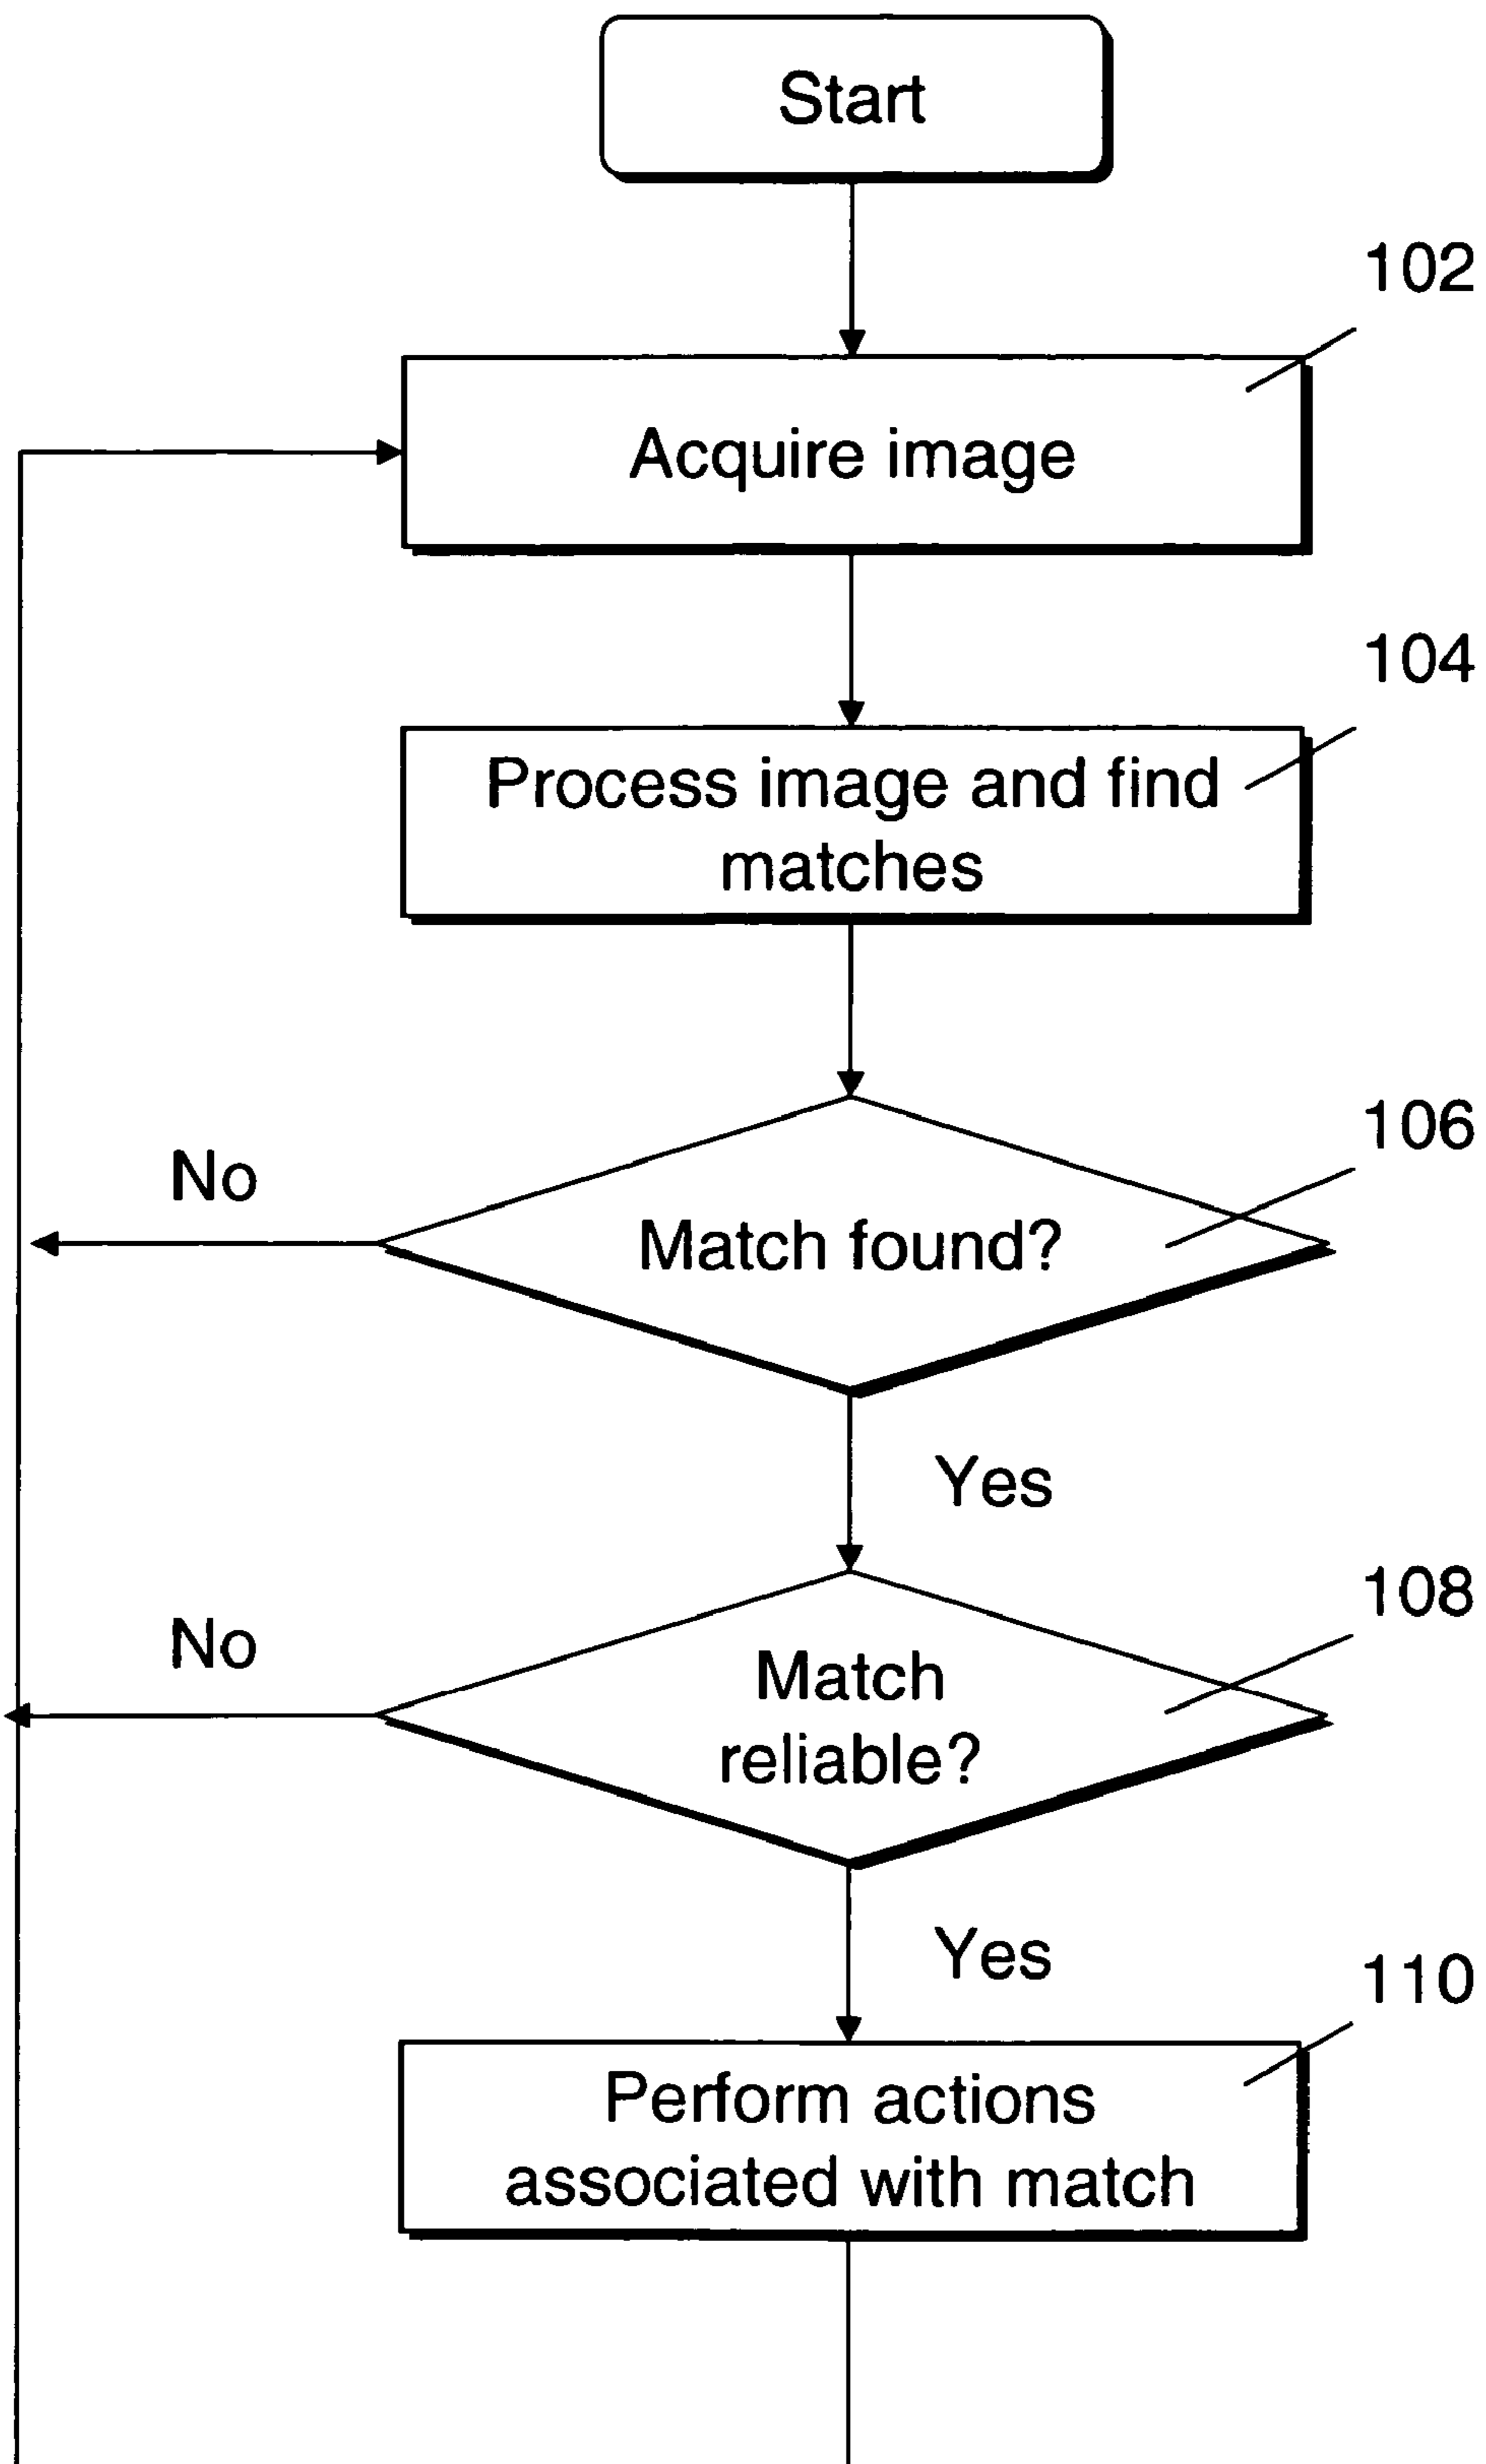 Start
102
Acquire image
104
Process image and find
matches
106
No
Match found?
Yes
108
No
Match
reliable?
Yes
110
Perform actions
associated with match